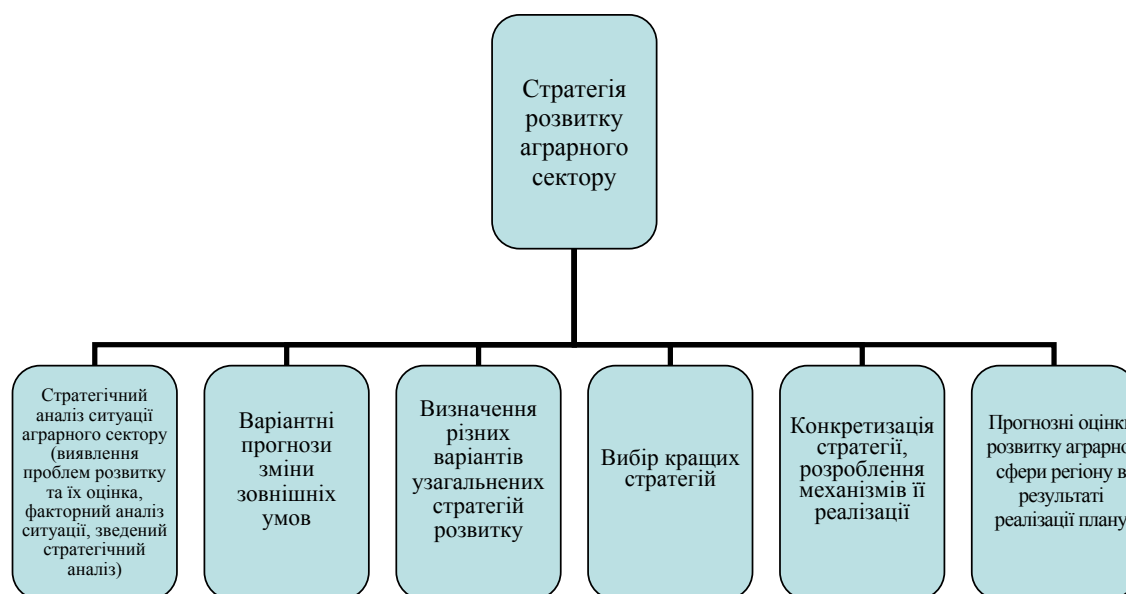 Стратегія
розвитку
аграрного
сектору
Стратегічний
аналіз ситуації
аграрного сектору
(виявлення
проблем розвитку
та їх оцінка,
факторний аналіз
ситуації, зведений
стратегічний
аналіз)
Варіантні
прогнози
зміни
зовнішніх
умов
Визначення
різних
варіантів
узагальнених
стратегій
розвитку
Вибір кращих
стратегій
Конкретизація
стратегії,
розроблення
механізмів її
реалізації
Прогнозні оцінки
розвитку аграрно
сфери регіону в
результаті
реалізації плану